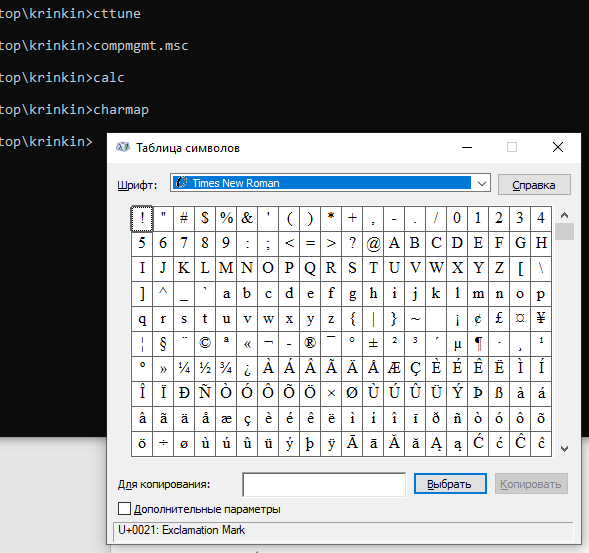 top\krinkin>cttune
top\krinkin>compmgmt.msc
top\krinkin>calc
top\krinkin>charmap
top\krinkin>
Таблица символов
Шрифт: Times New Roman Справка
! " # $ % & ' ( ) * + , - . / 0 1 2 3 4
5 6 7 8 9 : ; < = > ? @ A B C D E F G H
I J K L M N O P Q R S T U V W X Y Z [ \
] ^ _ ` a b c d e f g h i j k l m n o p
q r s t u v w x y z { | } ~ ¡ ¢ £ ¤ ¥
¦ § ¨ © ª « ¬ - ® ¯ ° ± ² ³ ´ µ ¶ · ¸ ¹
º » ¼ ½ ¾ ¿ À Á Â Ã Ä Å Æ Ç È É Ê Ë Ì Í
Î Ï Ð Ñ Ò Ó Ô Õ Ö × Ø Ù Ú Û Ü Ý Þ ß à á
â ã ä å æ ç è é ê ë ì í î ï ð ñ ò ó ô õ
ö ÷ ø ù ú û ü ý þ ÿ Ā ā Ă ă Ą ą Ć ć Ĉ ĉ
Для копирования: Выбрать Копировать
Дополнительные параметры
U+0021: Exclamation Mark